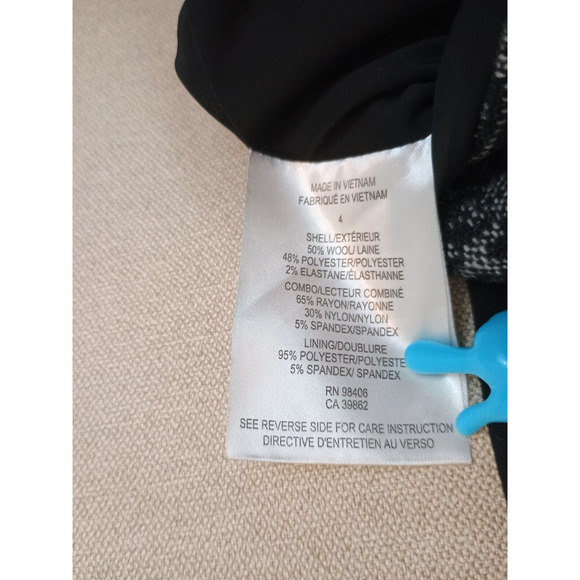 MADE IN VIETNAM
FABRIQUÉ EN VIETNAM
4
SHELL/EXTÉRIEUR
50% WOOL/ LAINE
48% POLYESTER/POLYESTER
2% ELASTANE/ÉLASTHANNE
COMBO/LECTEUR COMBINÉ
65% RAYON/RAYONNE
30% NYLON/NYLON
5% SPANDEX/SPANDEX
LINING/DOUBLURE
95% POLYESTER/POLYESTE
5% SPANDEX/ SPANDEX
RN 98406
CA 39862
SEE REVERSE SIDE FOR CARE INSTRUCTION
DIRECTIVE D'ENTRETIEN AU VERSO